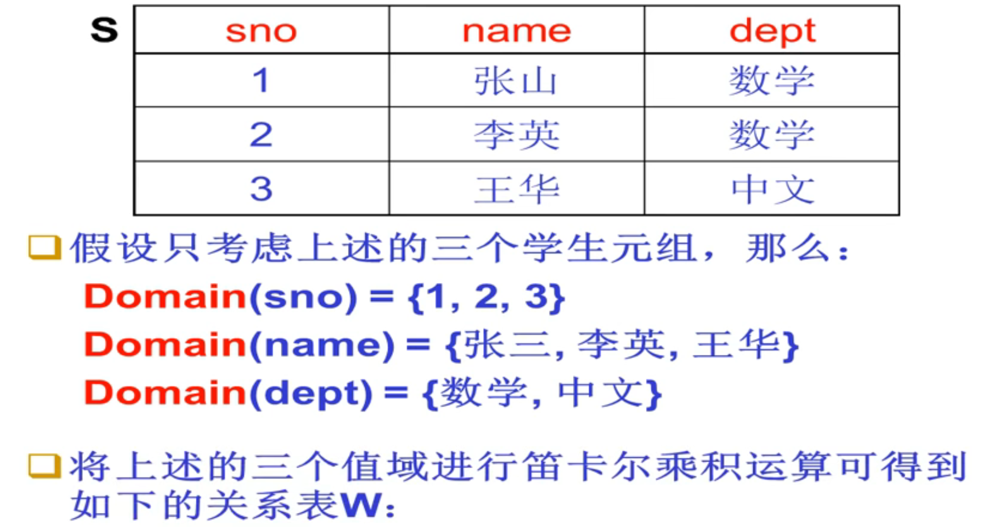 S sno name dept
1 张山 数学
2 李英 数学
3 王华 中文
假设只考虑上述的三个学生元组，那么：
Domain(sno) = {1, 2, 3}
Domain(name) = {张三, 李英, 王华}
Domain(dept) = {数学, 中文}
将上述的三个值域进行笛卡尔乘积运算可得到
如下的关系表W：